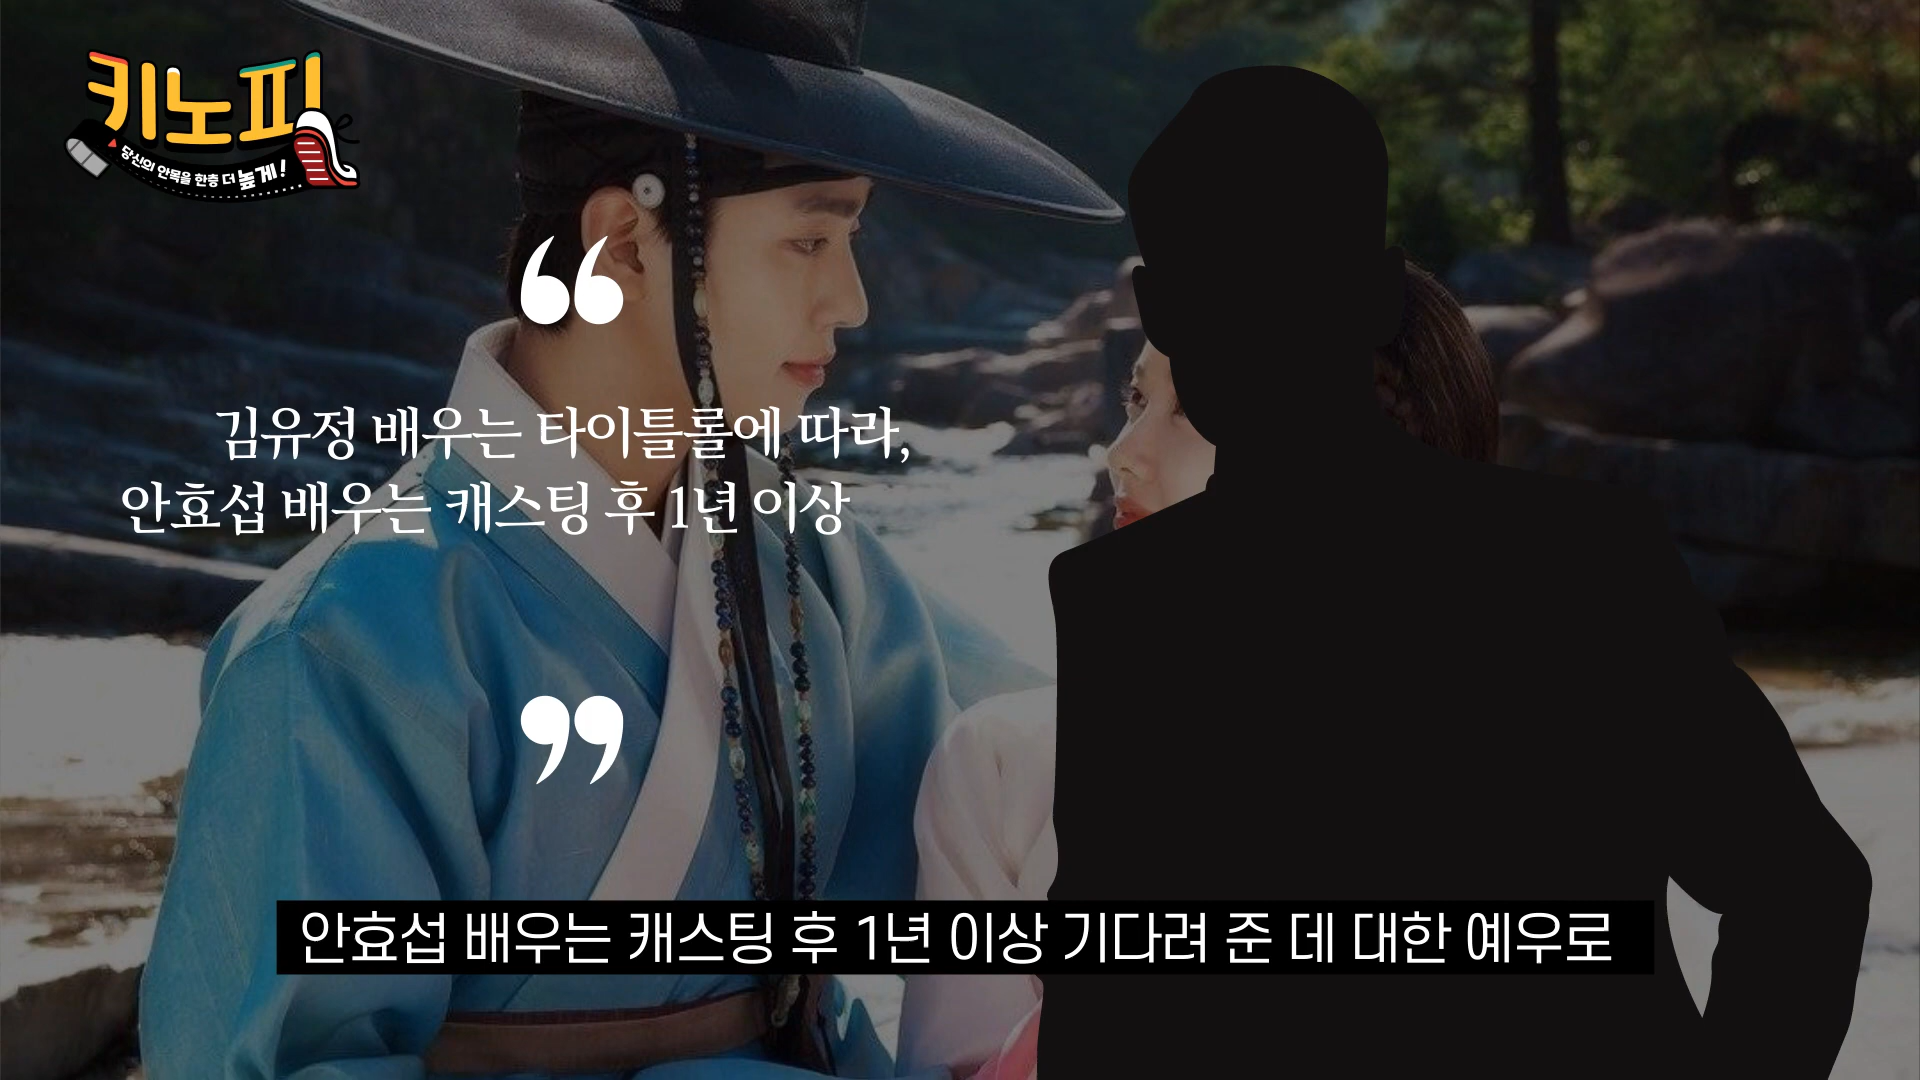 키노피
당신의 안목을 한층 더 높게!
“
김유정 배우는 타이틀롤에 따라,
안효섭 배우는 캐스팅 후 1년 이상
”
안효섭 배우는 캐스팅 후 1년 이상 기다려 준 데 대한 예우로